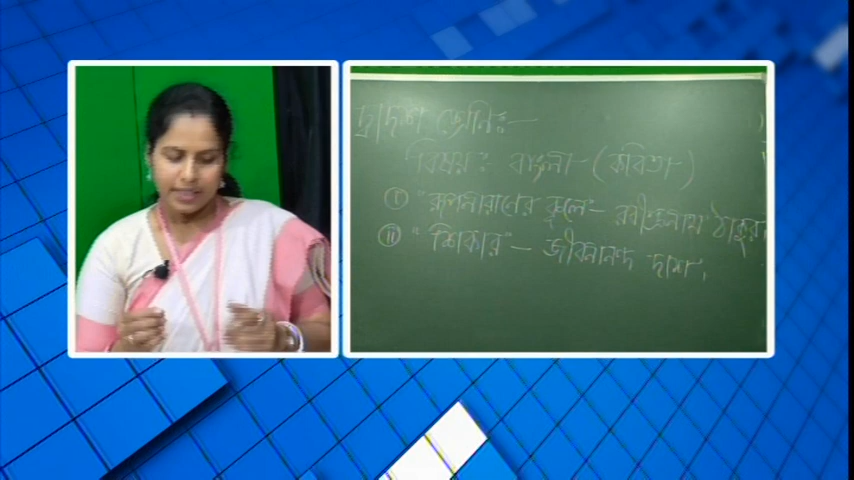 দ্বাদশ শ্রেনিঃ—
বিষয়ঃ বাংলা (কবিতা)
i "রূপনারাণের কূলে– রবীন্দ্রনাথ ঠাকুর।
ii "শিকার" – জীবনানন্দ দাশ।